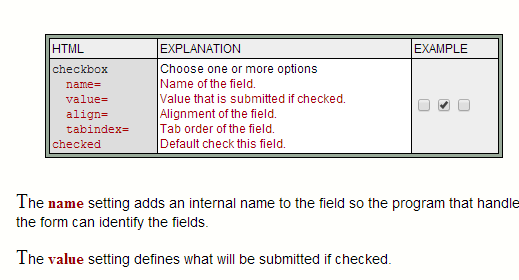 HTML EXPLANATION EXAMPLE
checkbox Choose one or more options
name= Name of the field.
value= Value that is submitted if checked.
align= Alignment of the field.
tabindex= Tab order of the field.
checked Default check this field.
The name setting adds an internal name to the field so the program that handle
the form can identify the fields.
The value setting defines what will be submitted if checked.